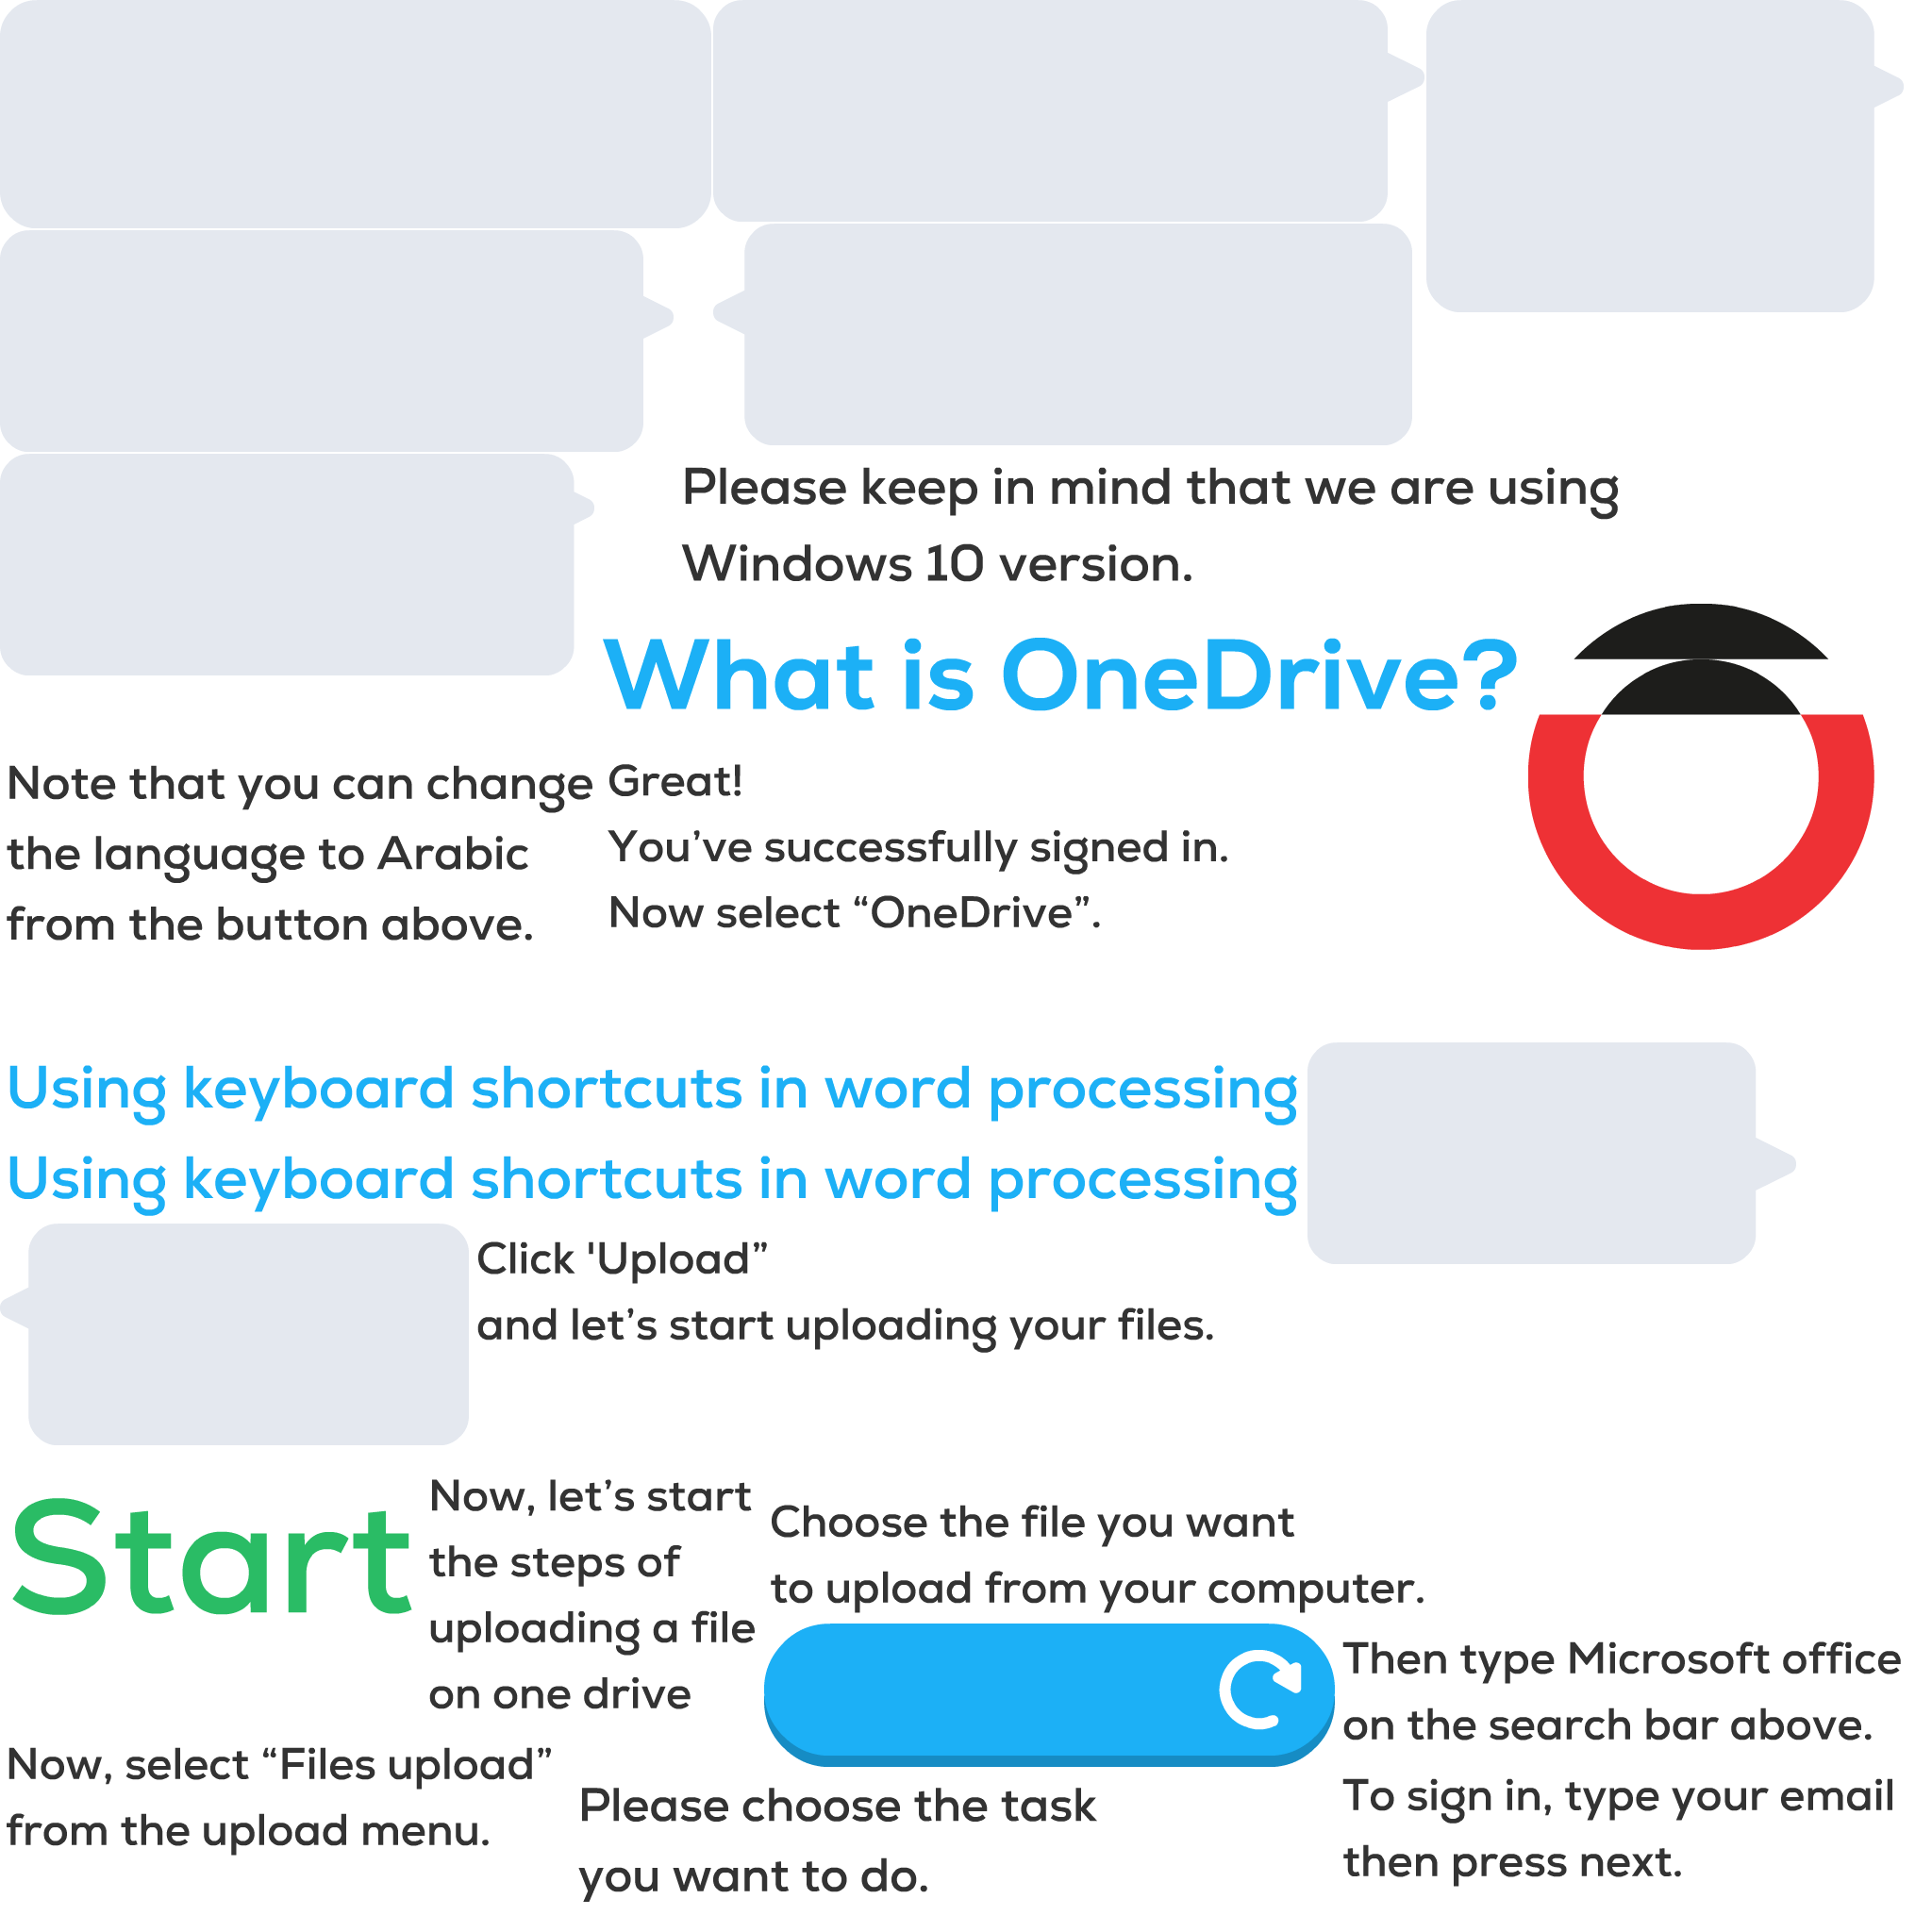 Please keep in mind that we are using
Windows 10 version.
What is OneDrive?
Note that you can change
the language to Arabic
from the button above.
Great!
You’ve successfully signed in.
Now select “OneDrive”.
Using keyboard shortcuts in word processing
Using keyboard shortcuts in word processing
Click 'Upload”
and let’s start uploading your files.
Start
Now, let’s start
the steps of
uploading a file
on one drive
Choose the file you want
to upload from your computer.
Then type Microsoft office
on the search bar above.
Now, select “Files upload”
from the upload menu.
Please choose the task
you want to do.
To sign in, type your email
then press next.